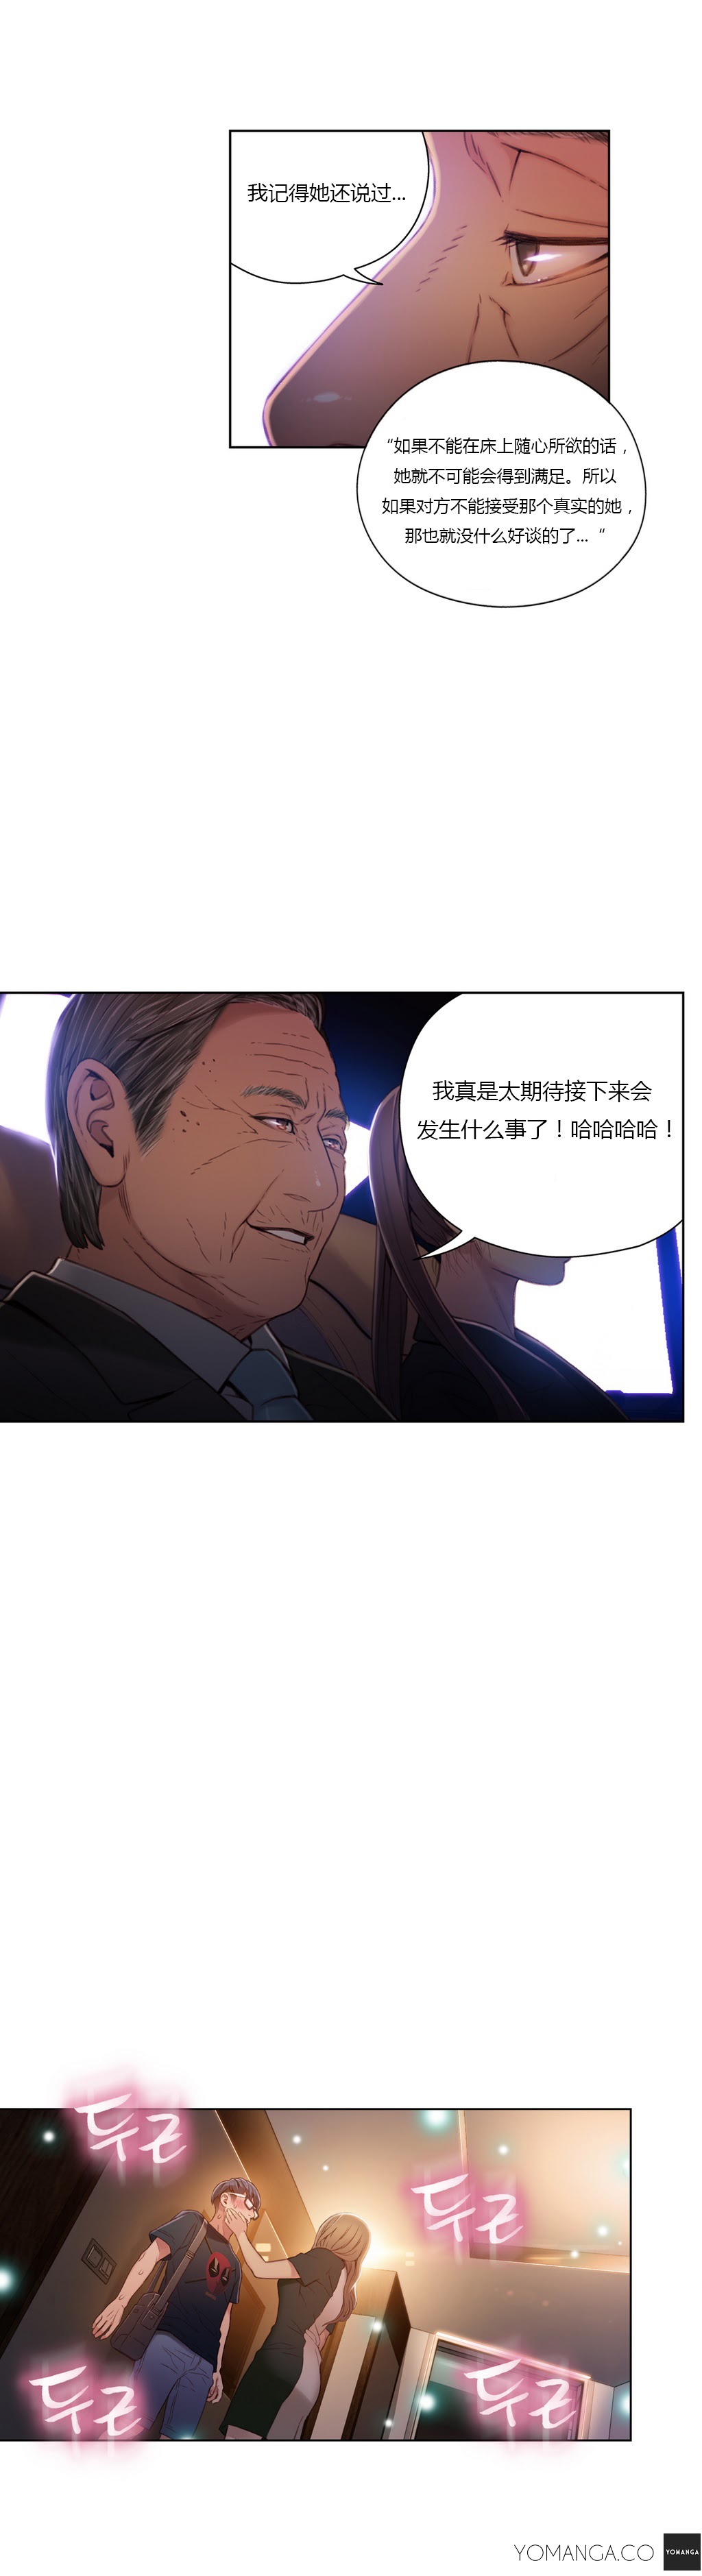 我记得她还说过...
“如果不能在床上随心所欲的话，
她就不可能会得到满足。所以
如果对方不能接受那个真实的她，
那也就没什么好谈的了...“
我真是太期待接下来会
发生什么事了！哈哈哈哈！
두근
두근
두근
두근
YOMANGA.CO
YOMANGA